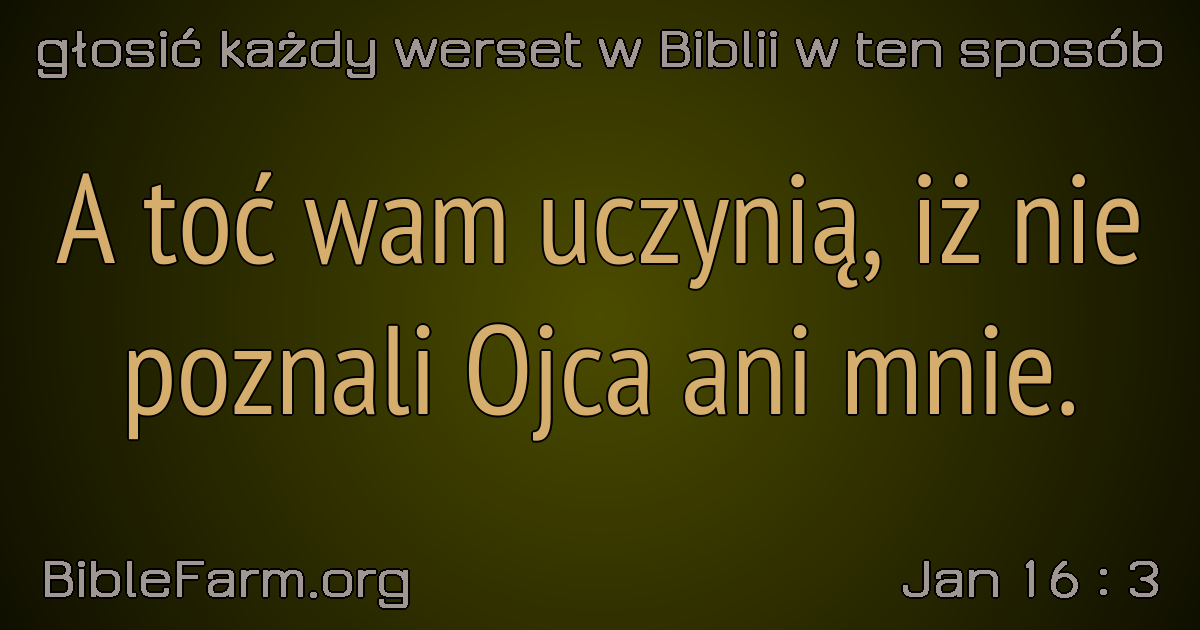 głosić każdy werset w Biblii w ten sposób
A toć wam uczynią, iż nie
poznali Ojca ani mnie.
BibleFarm.org
Jan 16 : 3